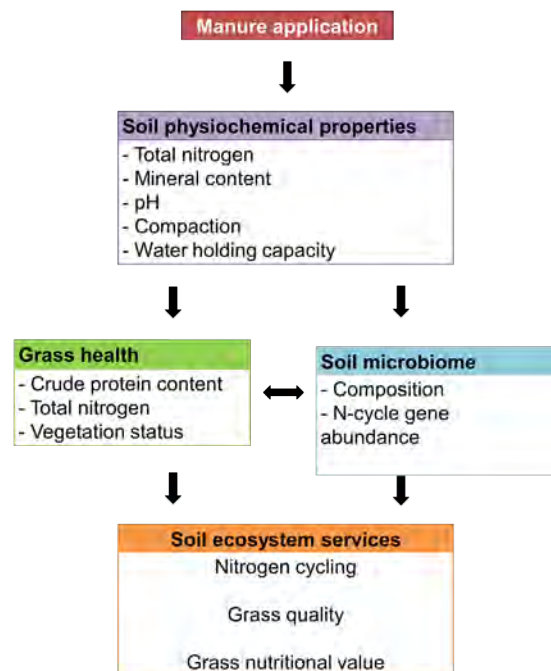 Manure application
Soil physiochemical properties
- Total nitrogen
- Mineral content
- pH
- Compaction
- Water holding capacity
Grass health
- Crude protein content
- Total nitrogen
- Vegetation status
Soil microbiome
- Composition
- N-cycle gene
abundance
Soil ecosystem services
Nitrogen cycling
Grass quality
Grass nutritional value